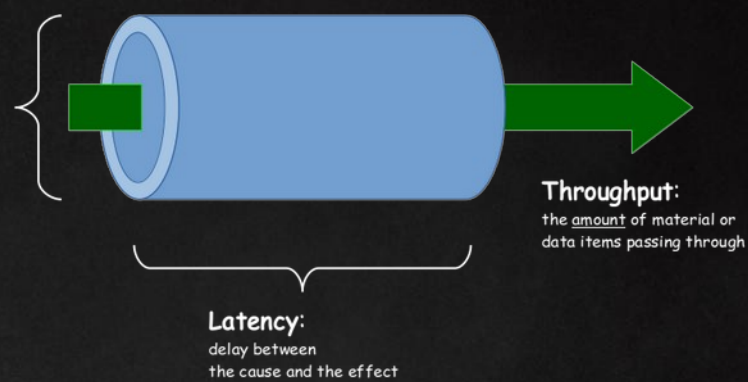 Throughput:
the amount of material or
data items passing through
Latency:
delay between
the cause and the effect